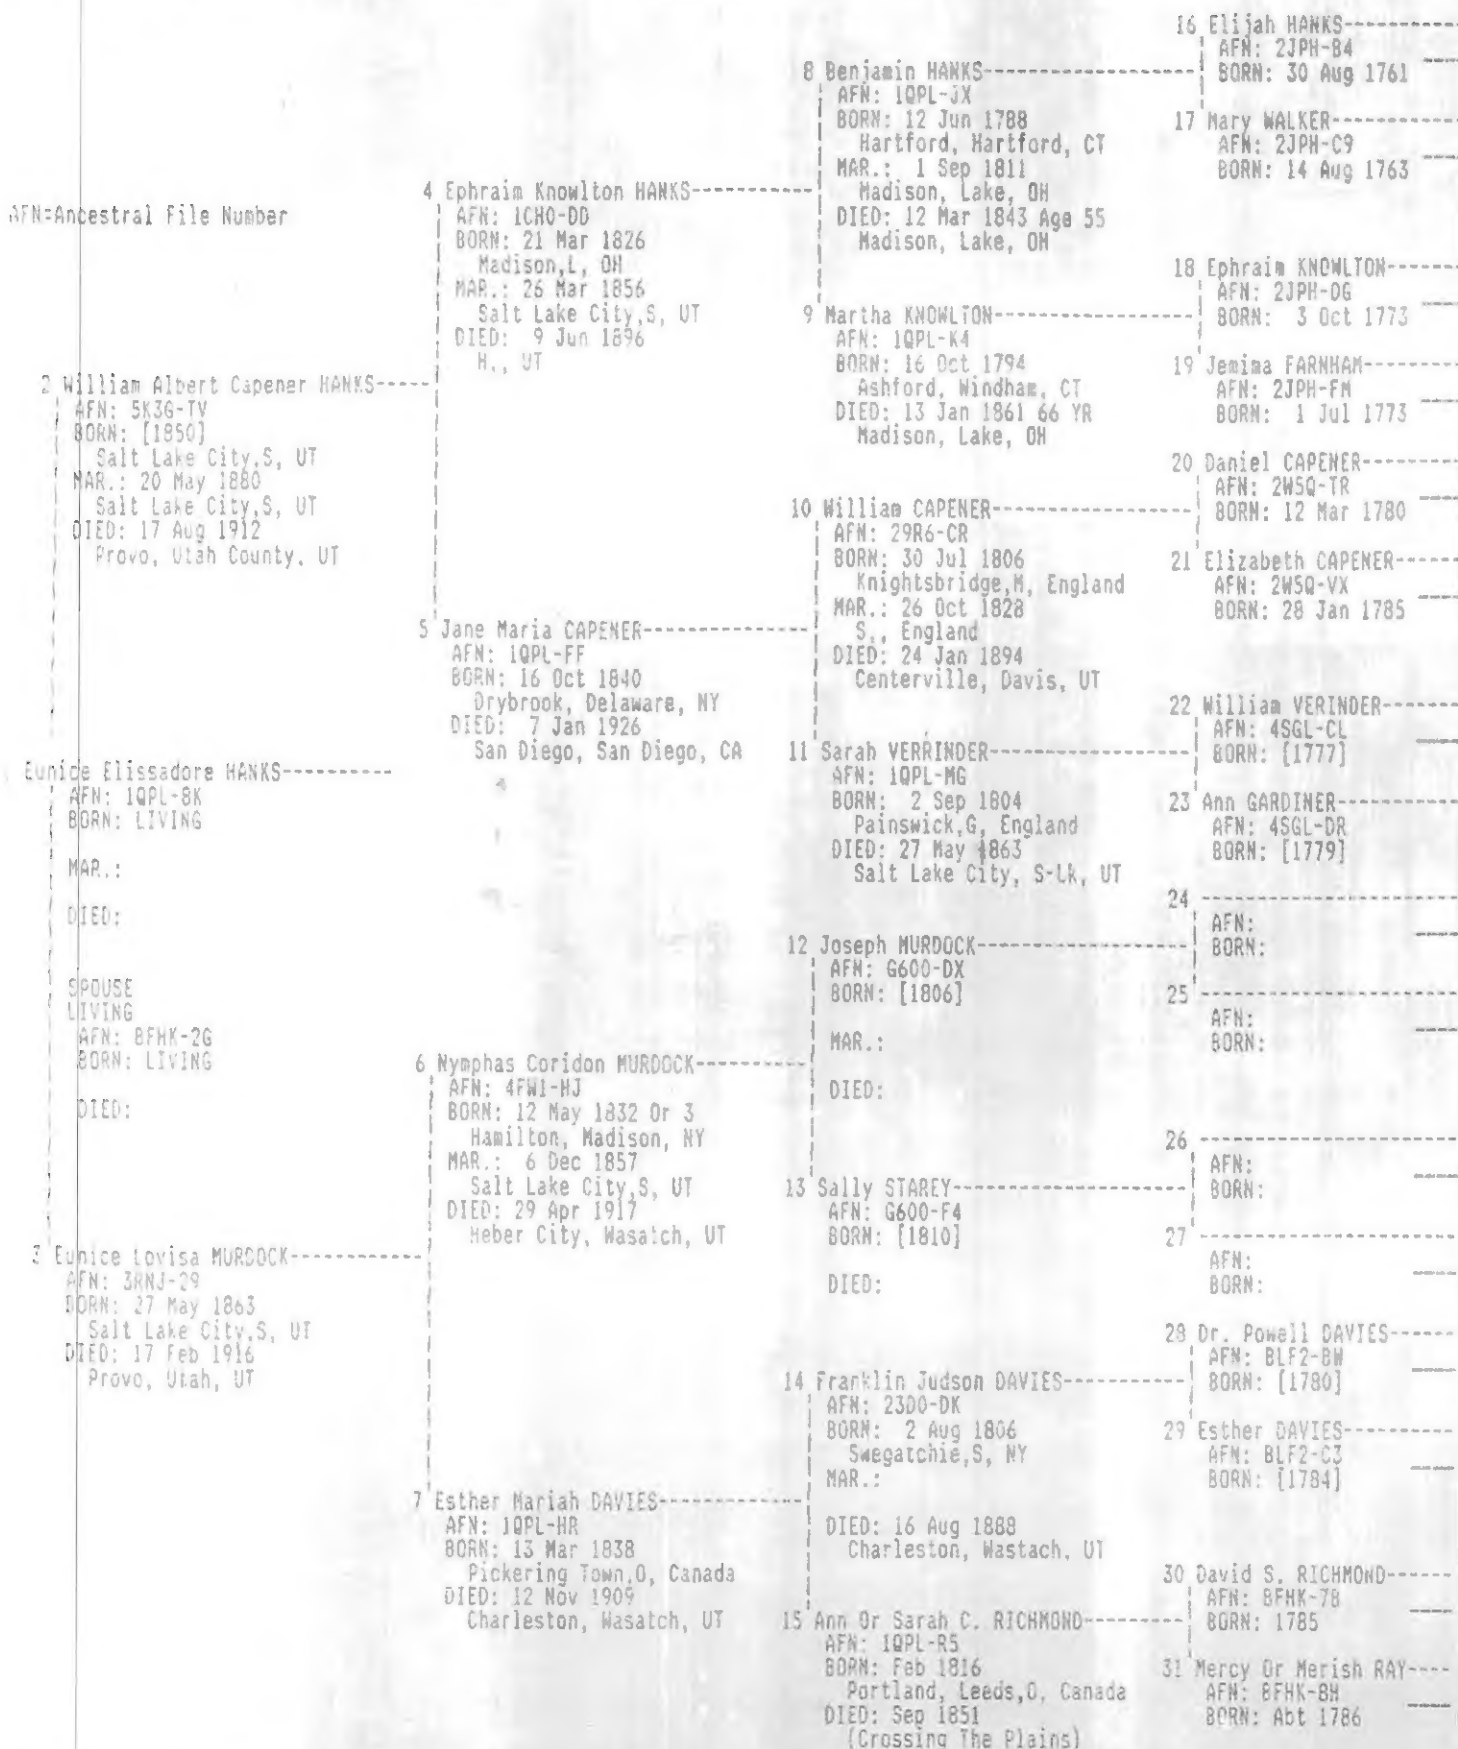 AFN=Ancestral File Number
2 William Albert Capener HANKS-----
AFN: 5K3G-TV
BORN: [1850]
Salt Lake City,S, UT
MAR.: 20 May 1880
Salt Lake City,S, UT
DIED: 17 Aug 1912
Provo, Utah County, UT
Eunice Elissadore HANKS----------
AFN: 1QPL-8K
BORN: LIVING
MAR.:
DIED:
SPOUSE
LIVING
AFN: 8FHK-2G
BORN: LIVING
DIED:
3 Eunice Lovisa MURDOCK------------
AFN: 3RNJ-29
BORN: 27 May 1863
Salt Lake City,S, UT
DIED: 17 Feb 1916
Provo, Utah, UT
4 Ephraim Knowlton HANKS------------
AFN: 1CHO-DD
BORN: 21 Mar 1826
Madison,L, OH
MAR.: 26 Mar 1856
Salt Lake City,S, UT
DIED: 9 Jun 1896
H., UT
5 Jane Maria CAPENER----------------
AFN: 1QPL-FF
BORN: 16 Oct 1840
Drybrook, Delaware, NY
DIED: 7 Jan 1926
San Diego, San Diego, CA
6 Nymphas Coridon MURDOCK-----------
AFN: 4FW1-HJ
BORN: 12 May 1832 Or 3
Hamilton, Madison, NY
MAR.: 6 Dec 1857
Salt Lake City,S, UT
DIED: 29 Apr 1917
Heber City, Wasatch, UT
7 Esther Mariah DAVIES--------------
AFN: 1QPL-HR
BORN: 13 Mar 1838
Pickering Town,O, Canada
DIED: 12 Nov 1909
Charleston, Wasatch, UT
8 Benjamin HANKS--------------------
AFN: 1QPL-JX
BORN: 12 Jun 1788
Hartford, Hartford, CT
MAR.: 1 Sep 1811
Madison, Lake, OH
DIED: 12 Mar 1843 Age 55
Madison, Lake, OH
9 Martha KNOWLTON-------------------
AFN: 1QPL-K4
BORN: 16 Oct 1794
Ashford, Windham, CT
DIED: 13 Jan 1861 66 YR
Madison, Lake, OH
10 William CAPENER-------------------
AFN: 29R6-CR
BORN: 30 Jul 1806
Knightsbridge,M, England
MAR.: 26 Oct 1828
S., England
DIED: 24 Jan 1894
Centerville, Davis, UT
11 Sarah VERRINDER-------------------
AFN: 1QPL-MG
BORN: 2 Sep 1804
Painswick,G, England
DIED: 27 May 1863
Salt Lake City, S-Lk, UT
12 Joseph MURDOCK--------------------
AFN: G600-DX
BORN: [1806]
MAR.:
DIED:
13 Sally STAREY----------------------
AFN: G600-F4
BORN: [1810]
DIED:
14 Franklin Judson DAVIES------------
AFN: 23D0-DK
BORN: 2 Aug 1806
Swegatchie,S, NY
MAR.:
DIED: 16 Aug 1888
Charleston, Wastach, UT
15 Ann Or Sarah C. RICHMOND----------
AFN: 1QPL-R5
BORN: Feb 1816
Portland, Leeds,O, Canada
DIED: Sep 1851
(Crossing The Plains)
16 Elijah HANKS-----------
AFN: 2JPH-B4
BORN: 30 Aug 1761
17 Mary WALKER------------
AFN: 2JPH-C9
BORN: 14 Aug 1763
18 Ephraim KNOWLTON-------
AFN: 2JPH-DG
BORN: 3 Oct 1773
19 Jemima FARNHAM---------
AFN: 2JPH-FM
BORN: 1 Jul 1773
20 Daniel CAPENER---------
AFN: 2W5Q-TR
BORN: 12 Mar 1780
21 Elizabeth CAPENER------
AFN: 2W5Q-VX
BORN: 28 Jan 1785
22 William VERINDER-------
AFN: 4SGL-CL
BORN: [1777]
23 Ann GARDINER-----------
AFN: 4SGL-DR
BORN: [1779]
24 -----------------------
AFN:
BORN:
25 -----------------------
AFN:
BORN:
26 -----------------------
AFN:
BORN:
27 -----------------------
AFN:
BORN:
28 Dr. Powell DAVIES------
AFN: BLF2-BW
BORN: [1780]
29 Esther DAVIES----------
AFN: BLF2-C3
BORN: [1784]
30 David S. RICHMOND------
AFN: 8FHK-7B
BORN: 1785
31 Mercy Or Merish RAY----
AFN: 8FHK-8H
BORN: Abt 1786